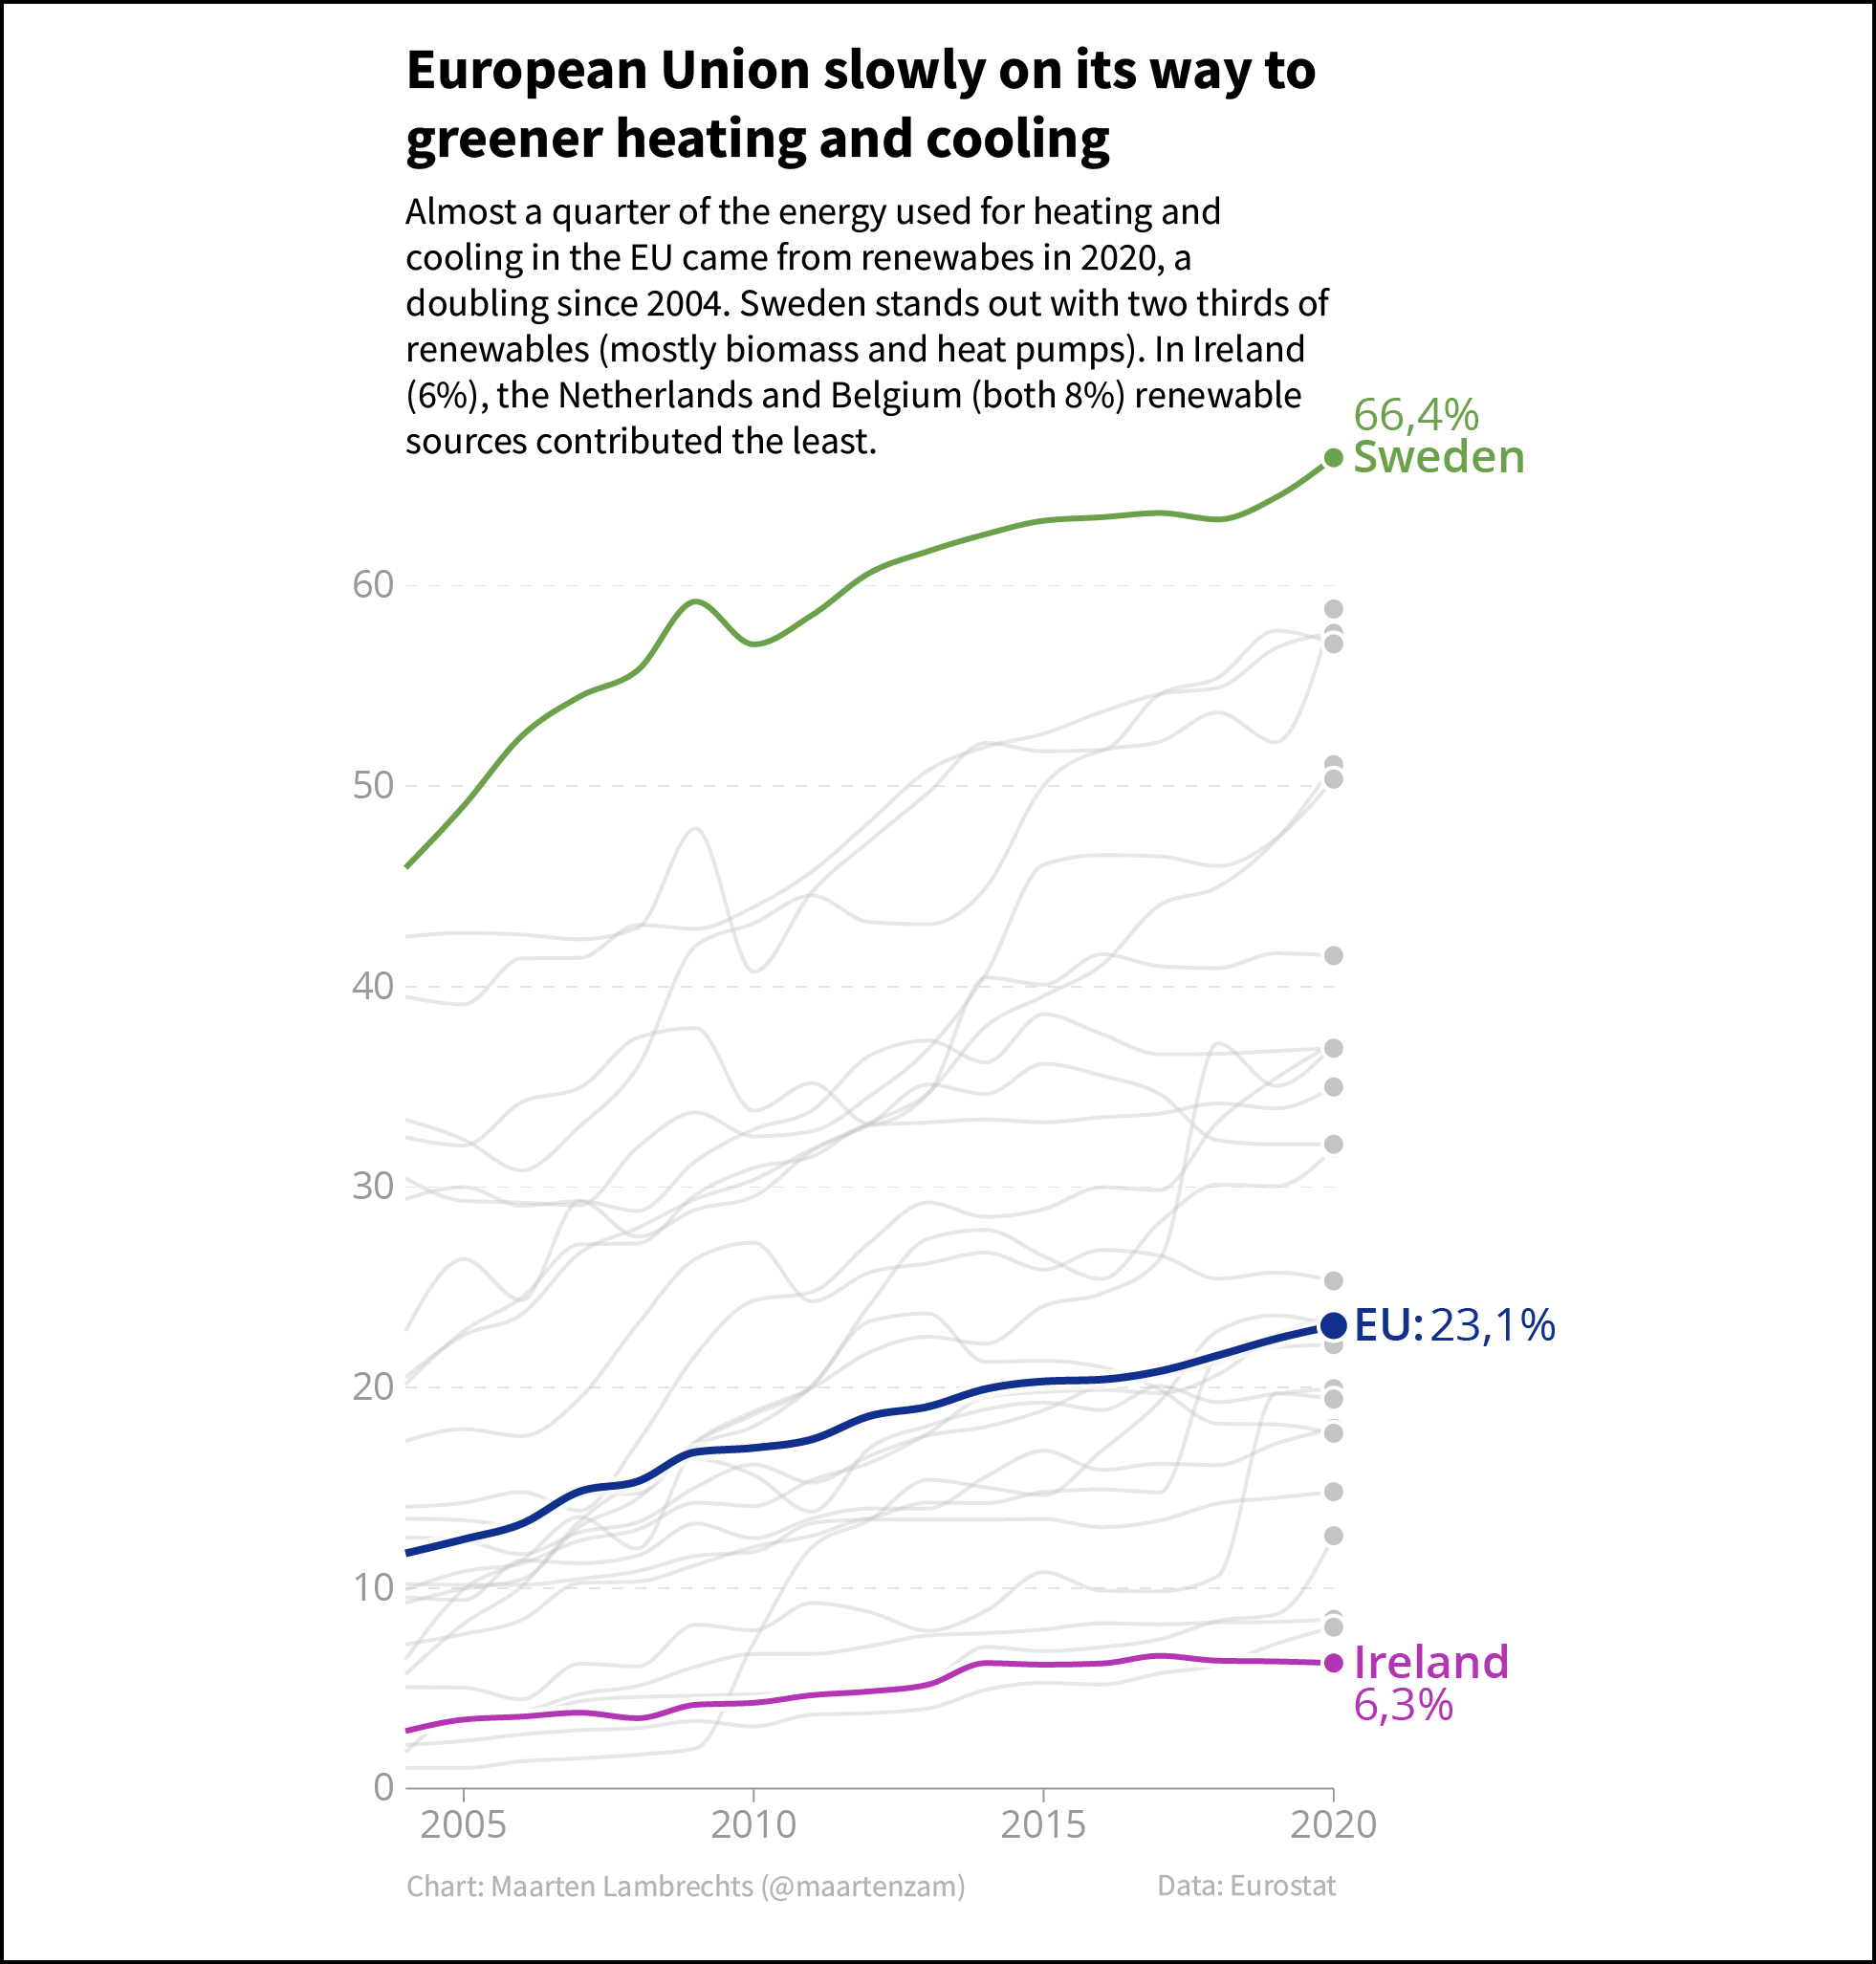 European Union slowly on its way to
greener heating and cooling
Almost a quarter of the energy used for heating and
cooling in the EU came from renewabes in 2020, a
doubling since 2004. Sweden stands out with two thirds of
renewables (mostly biomass and heat pumps). In Ireland
(6%), the Netherlands and Belgium (both 8%) renewable
sources contributed the least.
66,4%
Sweden
60
50
40
30
20
10
0
EU: 23,1%
Ireland
6,3%
2005 2010 2015 2020
Chart: Maarten Lambrechts (@maartenzam) Data: Eurostat